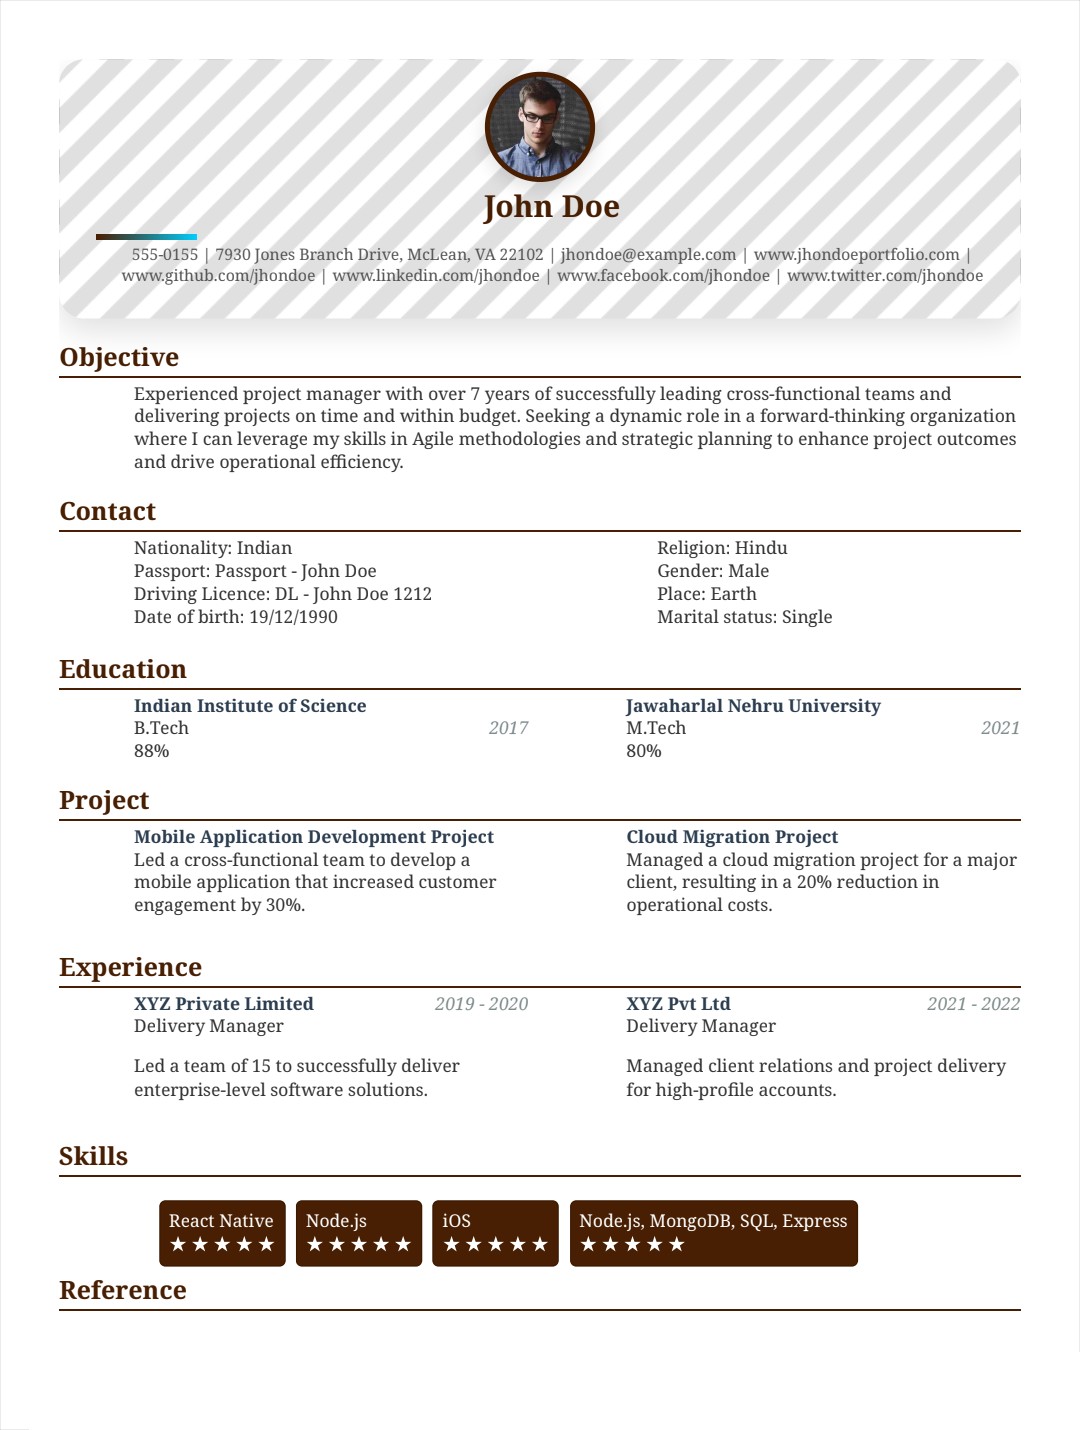 John Doe
555-0155 | 7930 Jones Branch Drive, McLean, VA 22102 | jhondoe@example.com | www.jhondoeportfolio.com |
www.github.com/jhondoe | www.linkedin.com/jhondoe | www.facebook.com/jhondoe | www.twitter.com/jhondoe
Objective
Experienced project manager with over 7 years of successfully leading cross-functional teams and
delivering projects on time and within budget. Seeking a dynamic role in a forward-thinking organization
where I can leverage my skills in Agile methodologies and strategic planning to enhance project outcomes
and drive operational efficiency.
Contact
Nationality: Indian
Passport: Passport - John Doe
Driving Licence: DL - John Doe 1212
Date of birth: 19/12/1990
Religion: Hindu
Gender: Male
Place: Earth
Marital status: Single
Education
Indian Institute of Science
B.Tech 2017
88%
Jawaharlal Nehru University
M.Tech 2021
80%
Project
Mobile Application Development Project
Led a cross-functional team to develop a
mobile application that increased customer
engagement by 30%.
Cloud Migration Project
Managed a cloud migration project for a major
client, resulting in a 20% reduction in
operational costs.
Experience
XYZ Private Limited 2019 - 2020
Delivery Manager
Led a team of 15 to successfully deliver
enterprise-level software solutions.
XYZ Pvt Ltd 2021 - 2022
Delivery Manager
Managed client relations and project delivery
for high-profile accounts.
Skills
React Native
★ ★ ★ ★ ★
Node.js
★ ★ ★ ★ ★
iOS
★ ★ ★ ★ ★
Node.js, MongoDB, SQL, Express
★ ★ ★ ★ ★
Reference